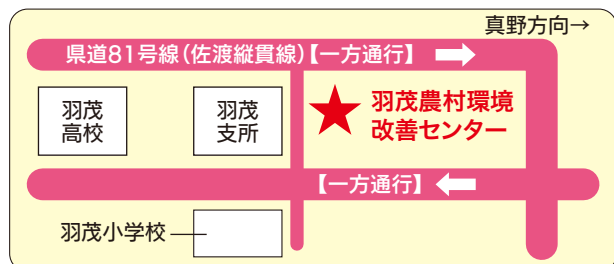 真野方向→
県道81号線(佐渡縦貫線)【一方通行】
羽茂
高校
羽茂
支所
羽茂農村環境
改善センター
【一方通行】
羽茂小学校